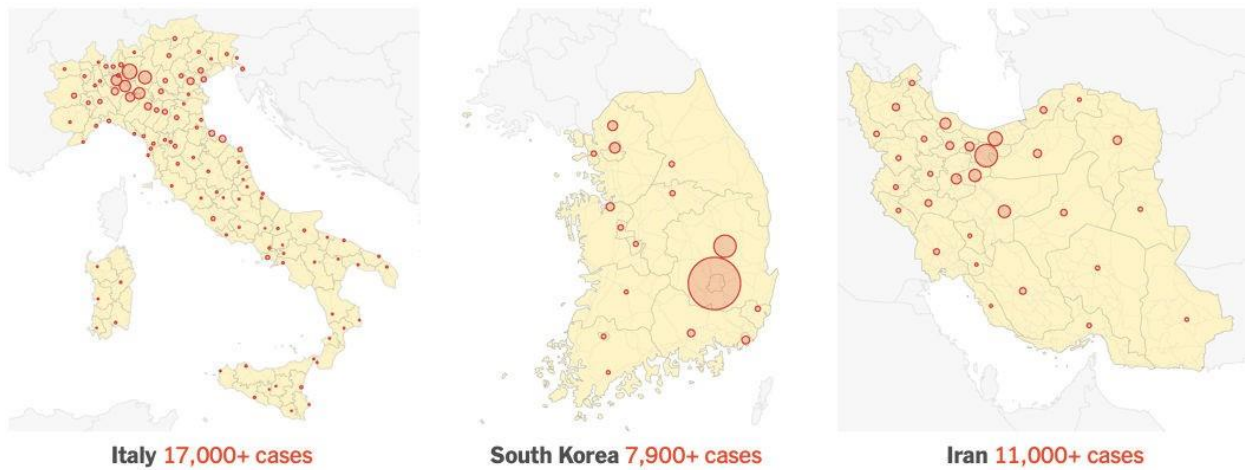 Italy 17,000+ cases
South Korea 7,900+ cases
Iran 11,000+ cases